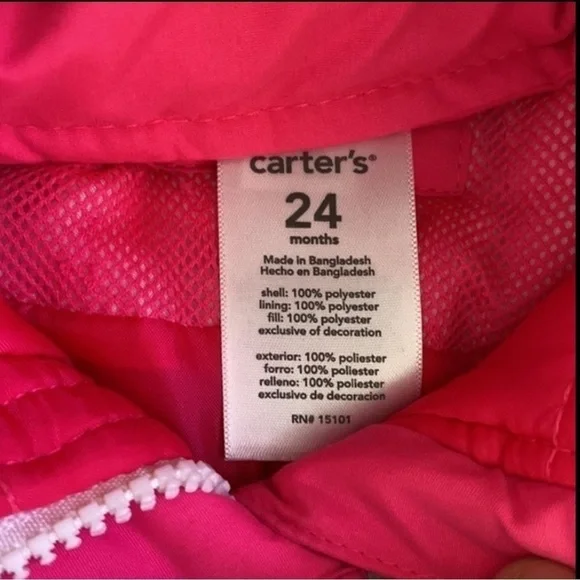 carter's®
24
months
Made in Bangladesh
Hecho en Bangladesh
shell: 100% polyester
lining: 100% polyester
fill: 100% polyester
exclusive of decoration
exterior: 100% poliester
forro: 100% poliester
relleno: 100% poliester
exclusivo de decoracion
RN# 15101